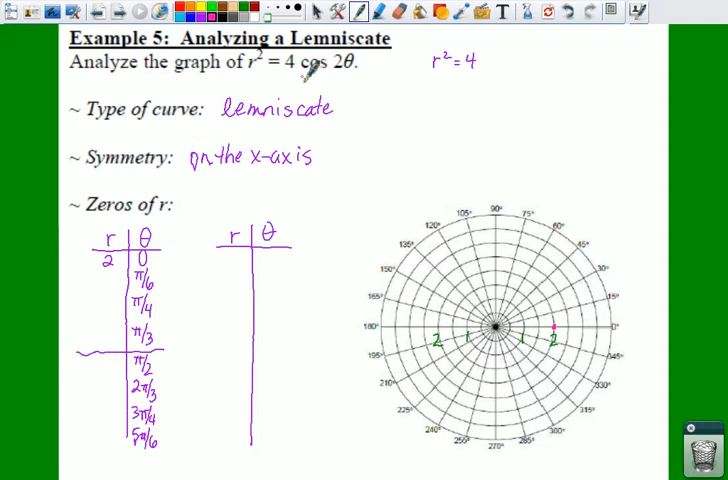 Example 5: Analyzing a Lemniscate
Analyze the graph of r² = 4 cos 2θ.
r² = 4
~ Type of curve: lemniscate
~ Symmetry: on the x-axis
~ Zeros of r:
r θ
2 0
π/6
π/4
π/3
π/2
2π/3
3π/4
5π/6
r θ
90°
105° 75°
120° 60°
135° 45°
150° 30°
165° 15°
180° 0°
2 1 1 2
195° 345°
210° 330°
225° 315°
240° 300°
255° 285°
270°